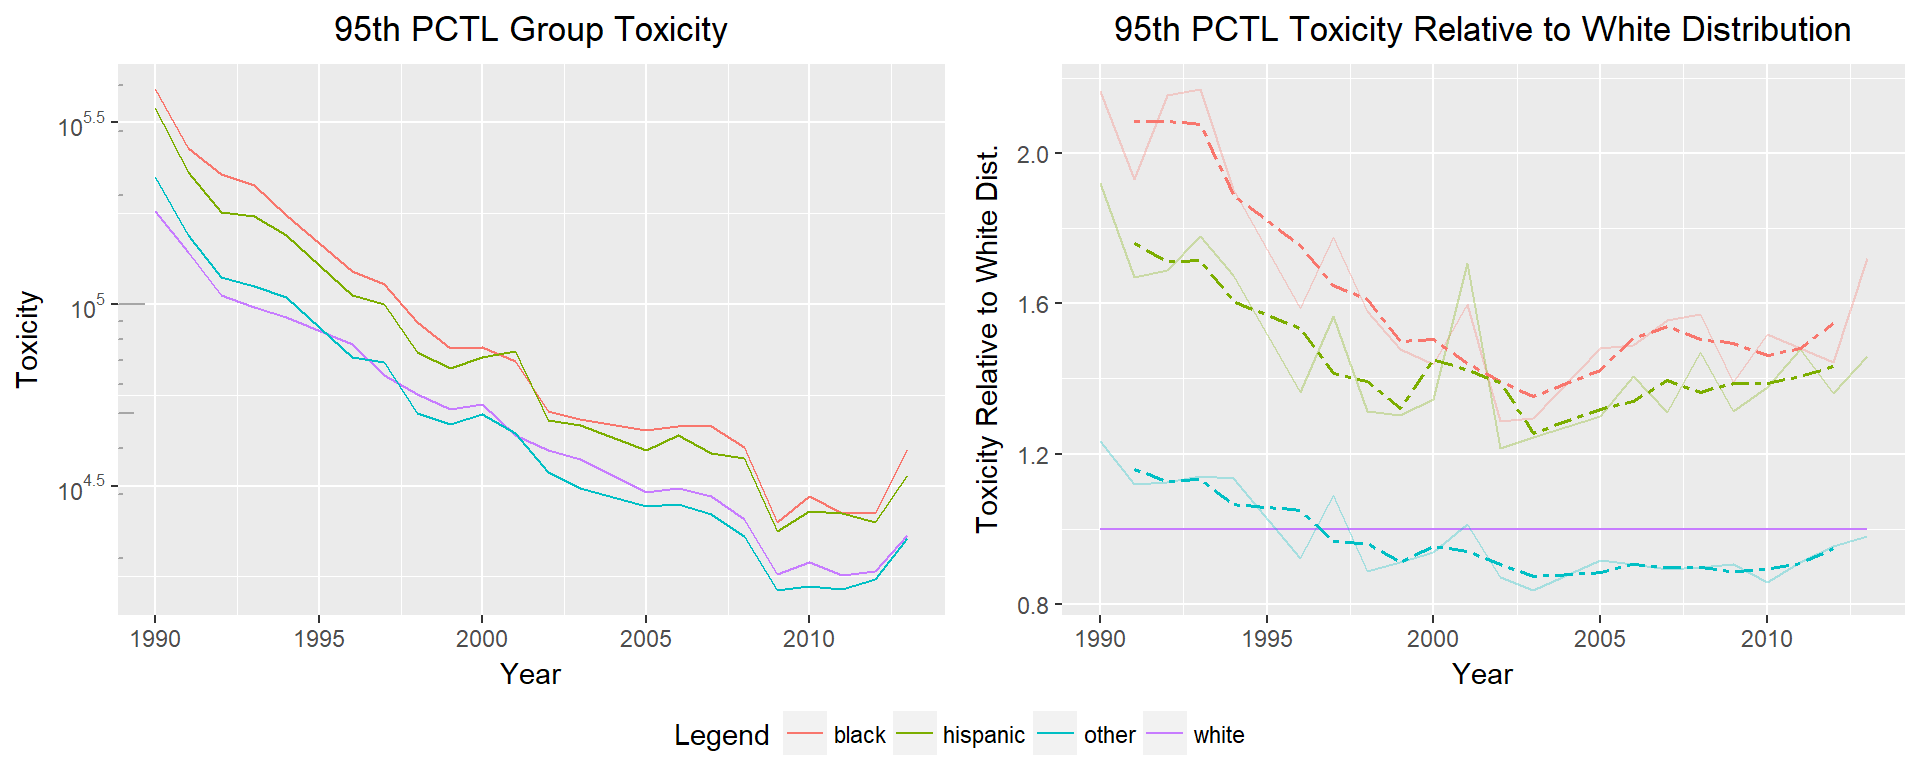 95th PCTL Group Toxicity
95th PCTL Toxicity Relative to White Distribution
Toxicity
10^5.5
10^5
10^4.5
1990
1995
2000
2005
2010
Year
Toxicity Relative to White Dist.
2.0
1.6
1.2
0.8
1990
1995
2000
2005
2010
Year
Legend black hispanic other white